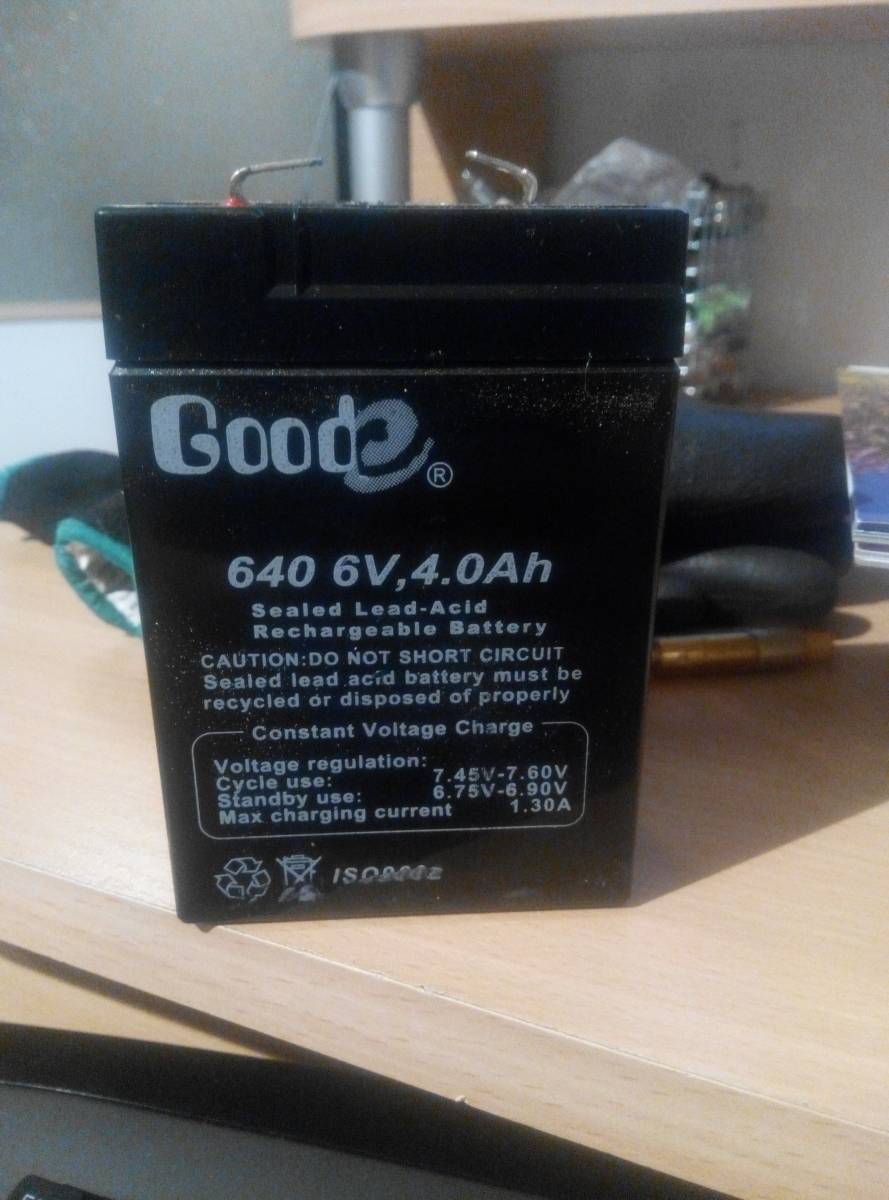 Goode ®
640 6V,4.0Ah
Sealed Lead-Acid
Rechargeable Battery
CAUTION:DO NOT SHORT CIRCUIT
Sealed lead acid battery must be
recycled or disposed of properly
Constant Voltage Charge
Voltage regulation:
Cycle use: 7.45V-7.60V
Standby use: 6.75V-6.90V
Max charging current 1.30A